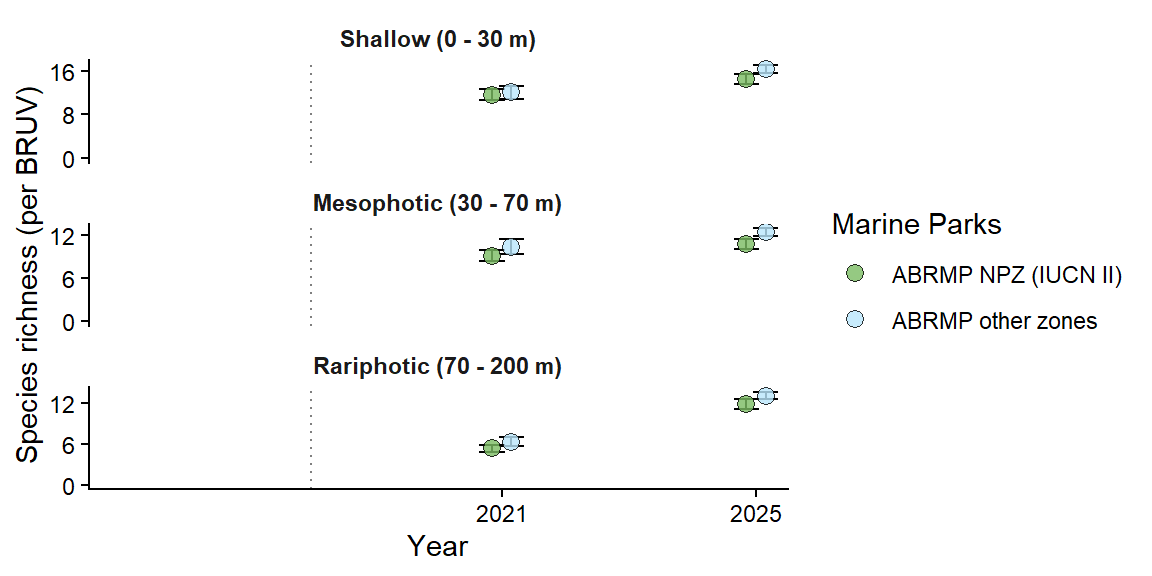 Shallow (0 - 30 m)
16
8
0
Mesophotic (30 - 70 m)
12
6
0
Rariphotic (70 - 200 m)
12
6
0
2021
2025
Year
Species richness (per BRUV)
Marine Parks
ABRMP NPZ (IUCN II)
ABRMP other zones